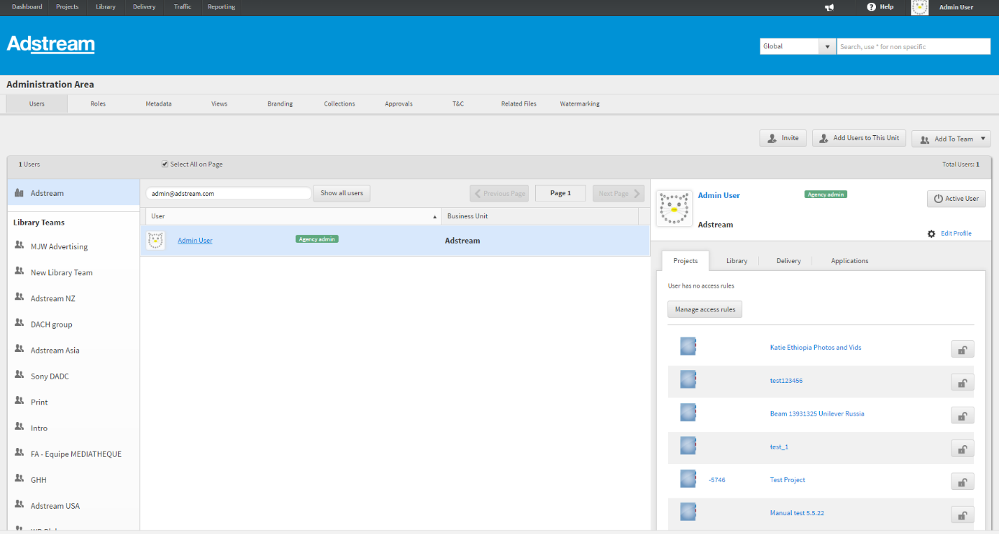 Dashboard Projects Library Delivery Traffic Reporting Help Admin User
Adstream
Global Search, use * for non specific
Administration Area
Users Roles Metadata Views Branding Collections Approvals T&C Related Files Watermarking
Invite Add Users to This Unit Add To Team
1 Users Select All on Page Total Users: 1
Adstream
Library Teams
MJW Advertising
New Library Team
Adstream NZ
DACH group
Adstream Asia
Sony DADC
Print
Intro
FA - Equipe MEDIATHEQUE
GHH
Adstream USA
admin@adstream.com Show all users Previous Page Page 1 Next Page
User Business Unit
Admin User Agency admin Adstream
Admin User Agency admin Active User
Adstream
Edit Profile
Projects Library Delivery Applications
User has no access rules
Manage access rules
Katie Ethiopia Photos and Vids
test123456
Beam 13931325 Unilever Russia
test_1
-5746 Test Project
Manual test 5.5.22